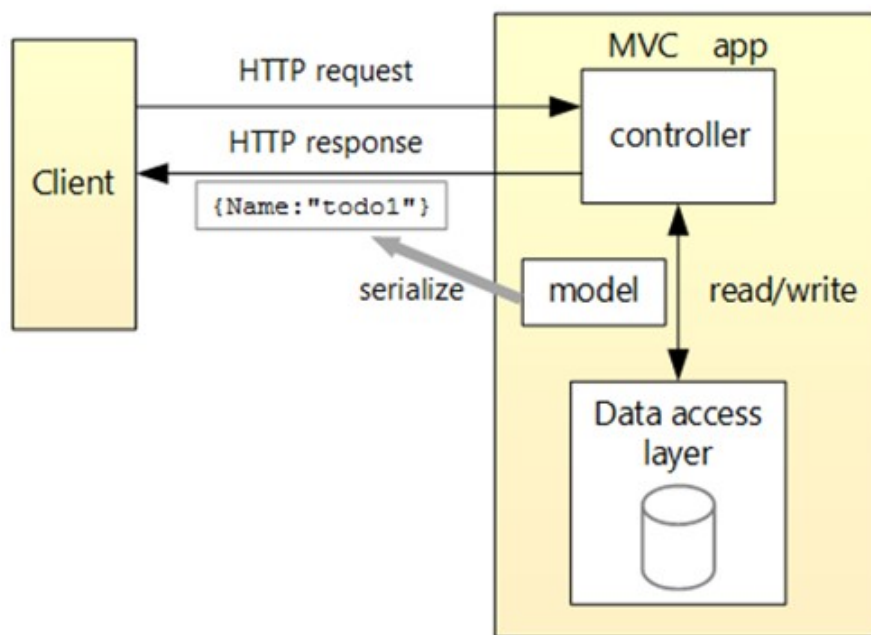 MVC app
HTTP request
controller
HTTP response
Client
{Name:"todo1"}
serialize
model
read/write
Data access
layer